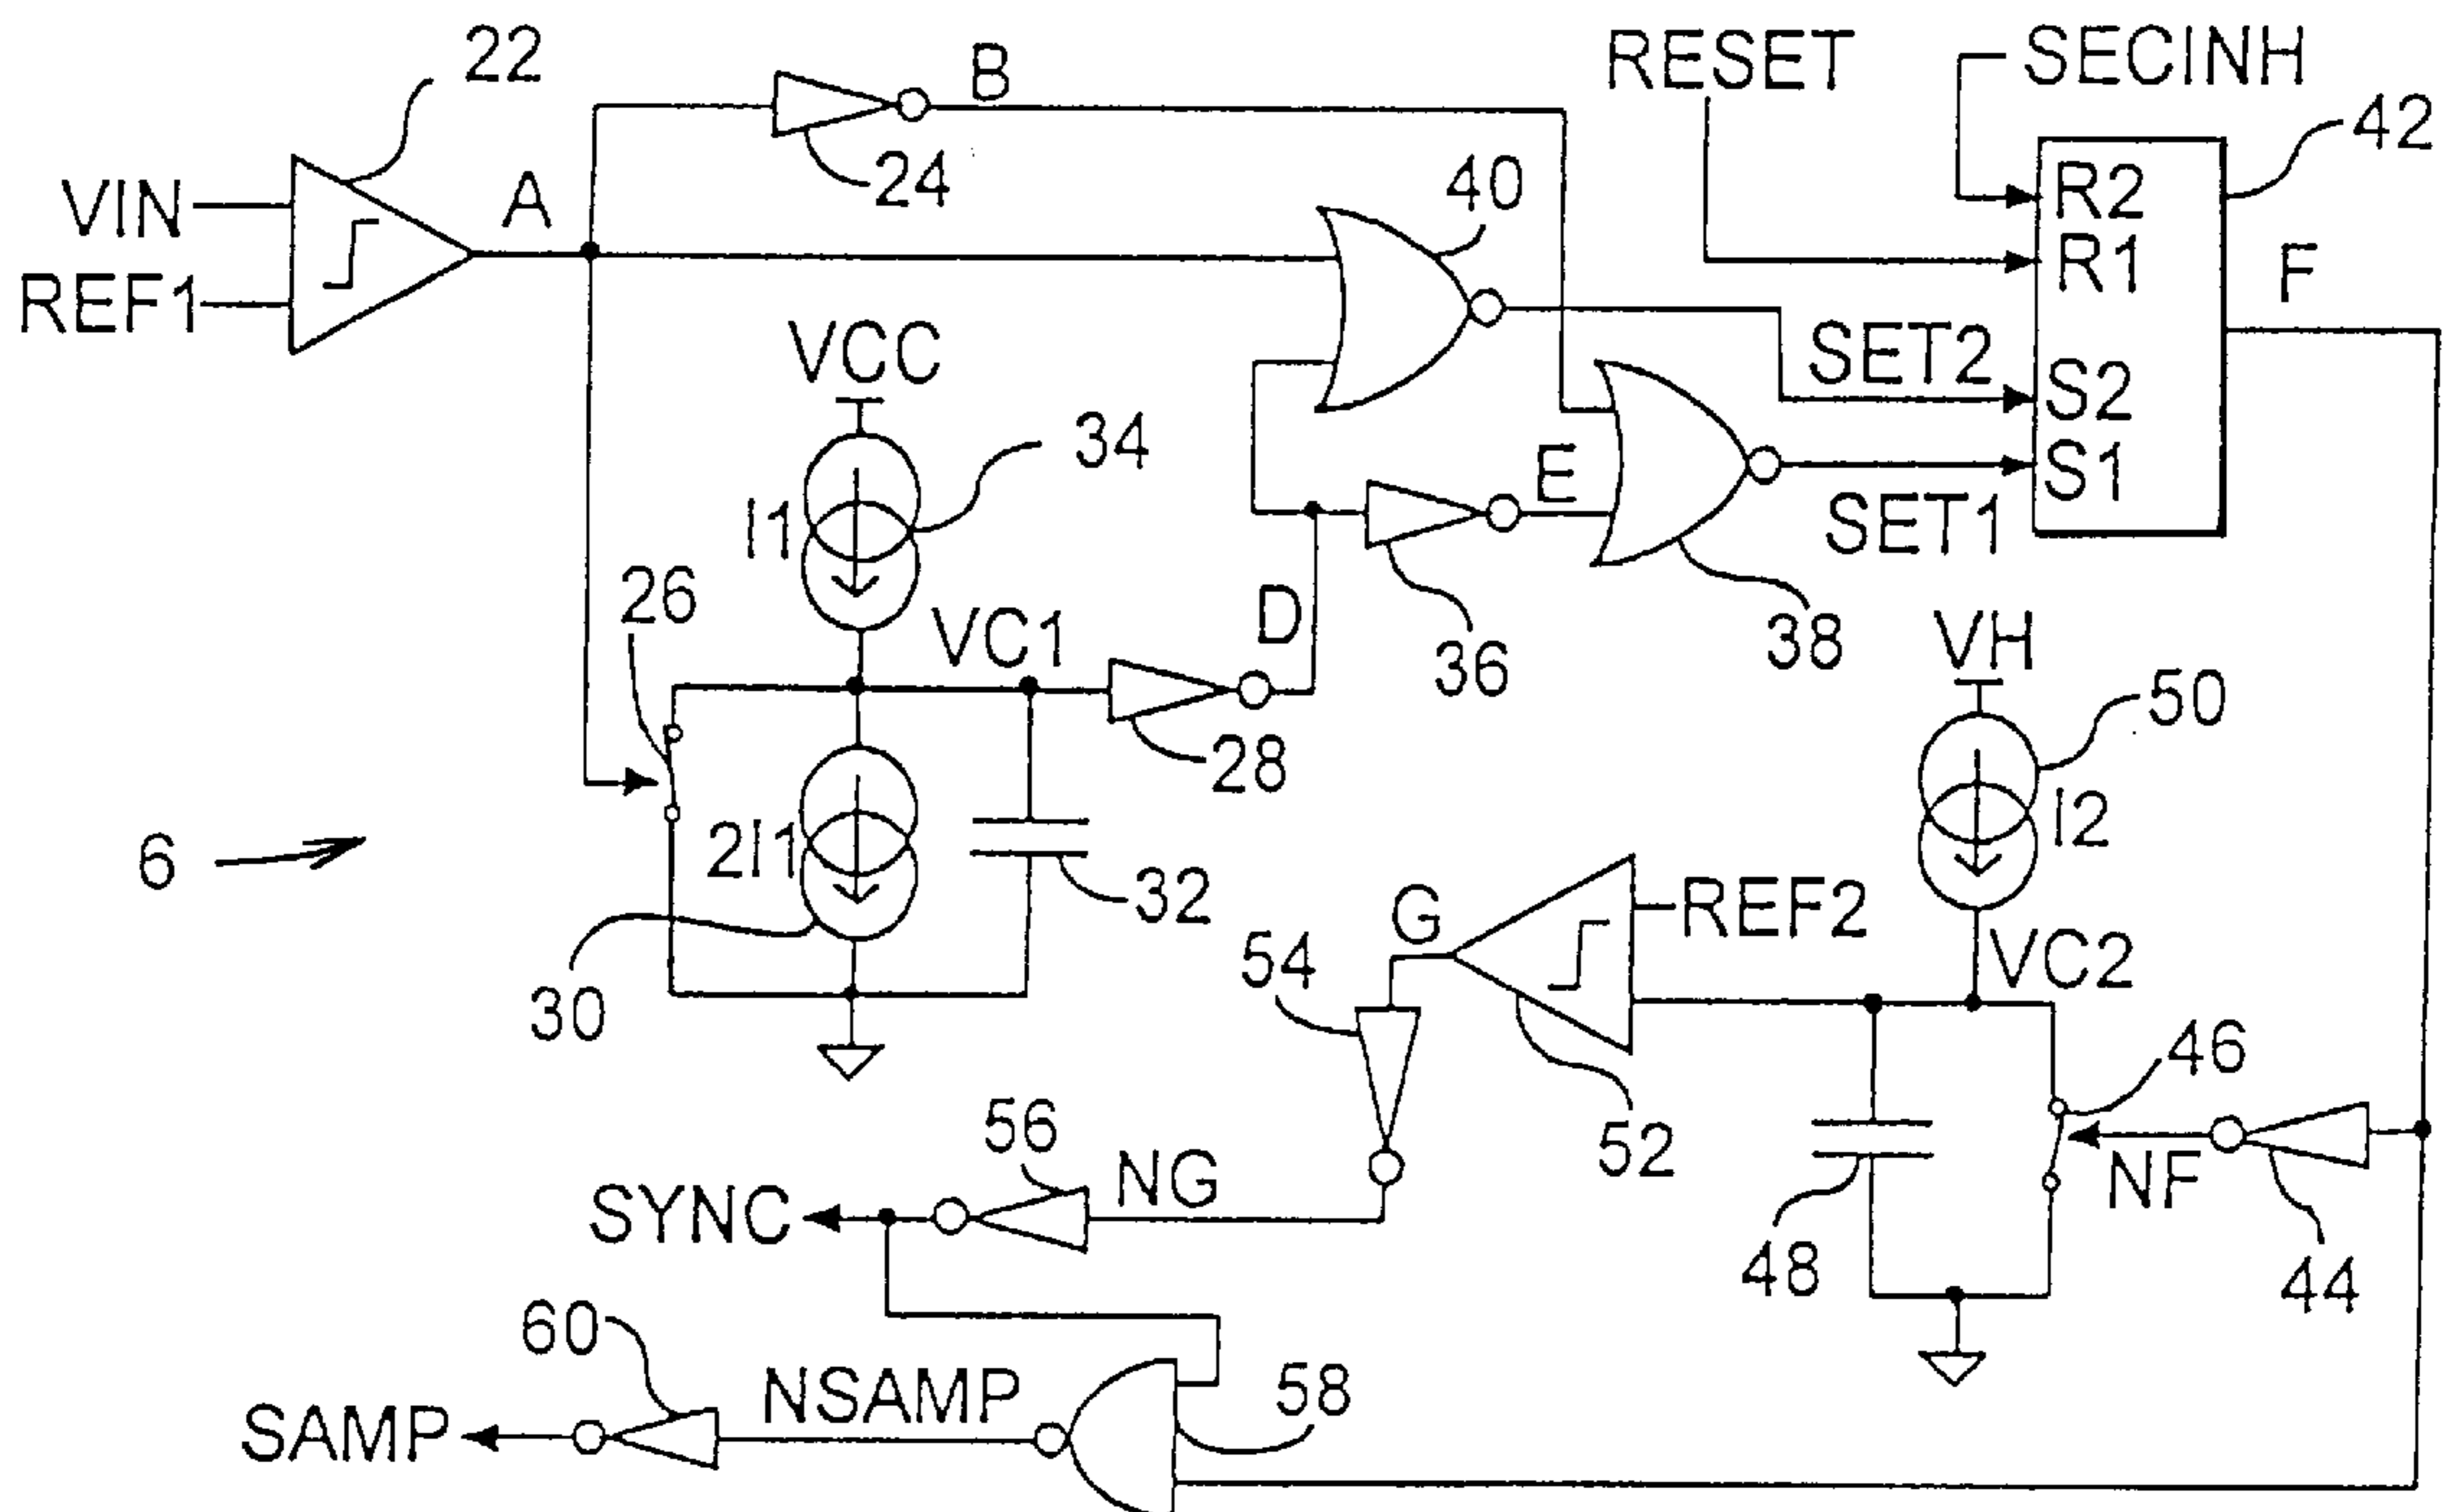 22
B
RESET
SECINH
42
24
40
R2
VIN
A
R1
F
REF1
VCC
SET2
S2
34
E
S1
I1
SET1
26
VC1
D
36
38
VH
50
28
2I1
I2
6
32
G
REF2
54
VC2
30
46
56
NG
52
SYNC
NF
48
44
60
NSAMP
58
SAMP